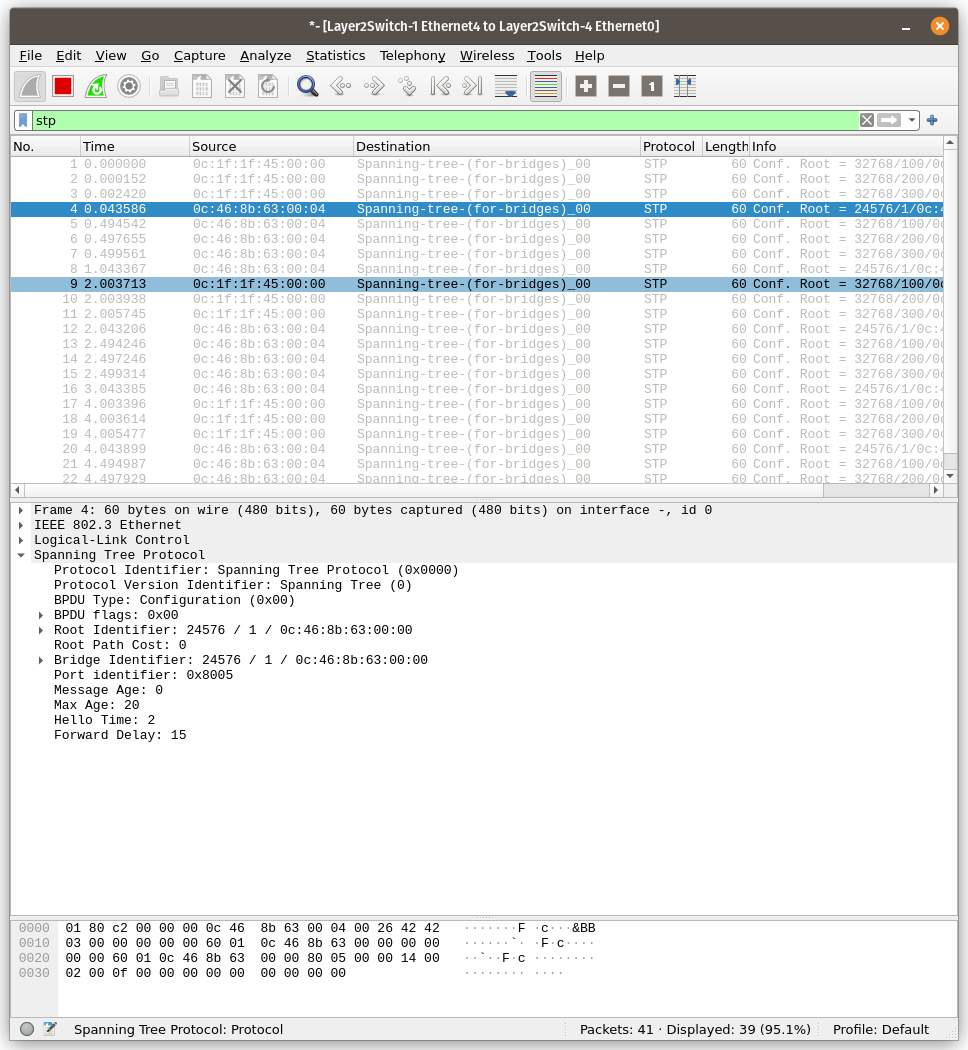 *- [Layer2Switch-1 Ethernet4 to Layer2Switch-4 Ethernet0]
File Edit View Go Capture Analyze Statistics Telephony Wireless Tools Help
stp
No. Time Source Destination Protocol Length Info
1 0.000000 0c:1f:1f:45:00:00 Spanning-tree-(for-bridges)_00 STP 60 Conf. Root = 32768/100/0c
2 0.000152 0c:1f:1f:45:00:00 Spanning-tree-(for-bridges)_00 STP 60 Conf. Root = 32768/200/0c
3 0.002420 0c:1f:1f:45:00:00 Spanning-tree-(for-bridges)_00 STP 60 Conf. Root = 32768/300/0c
4 0.043586 0c:46:8b:63:00:04 Spanning-tree-(for-bridges)_00 STP 60 Conf. Root = 24576/1/0c:4
5 0.494542 0c:46:8b:63:00:04 Spanning-tree-(for-bridges)_00 STP 60 Conf. Root = 32768/100/0c
6 0.497655 0c:46:8b:63:00:04 Spanning-tree-(for-bridges)_00 STP 60 Conf. Root = 32768/200/0c
7 0.499561 0c:46:8b:63:00:04 Spanning-tree-(for-bridges)_00 STP 60 Conf. Root = 32768/300/0c
8 1.043367 0c:46:8b:63:00:04 Spanning-tree-(for-bridges)_00 STP 60 Conf. Root = 24576/1/0c:4
9 2.003713 0c:1f:1f:45:00:00 Spanning-tree-(for-bridges)_00 STP 60 Conf. Root = 32768/100/0c
10 2.003938 0c:1f:1f:45:00:00 Spanning-tree-(for-bridges)_00 STP 60 Conf. Root = 32768/200/0c
11 2.005745 0c:1f:1f:45:00:00 Spanning-tree-(for-bridges)_00 STP 60 Conf. Root = 32768/300/0c
12 2.043206 0c:46:8b:63:00:04 Spanning-tree-(for-bridges)_00 STP 60 Conf. Root = 24576/1/0c:4
13 2.494246 0c:46:8b:63:00:04 Spanning-tree-(for-bridges)_00 STP 60 Conf. Root = 32768/100/0c
14 2.497246 0c:46:8b:63:00:04 Spanning-tree-(for-bridges)_00 STP 60 Conf. Root = 32768/200/0c
15 2.499314 0c:46:8b:63:00:04 Spanning-tree-(for-bridges)_00 STP 60 Conf. Root = 32768/300/0c
16 3.043385 0c:46:8b:63:00:04 Spanning-tree-(for-bridges)_00 STP 60 Conf. Root = 24576/1/0c:4
17 4.003396 0c:1f:1f:45:00:00 Spanning-tree-(for-bridges)_00 STP 60 Conf. Root = 32768/100/0c
18 4.003614 0c:1f:1f:45:00:00 Spanning-tree-(for-bridges)_00 STP 60 Conf. Root = 32768/200/0c
19 4.005477 0c:1f:1f:45:00:00 Spanning-tree-(for-bridges)_00 STP 60 Conf. Root = 32768/300/0c
20 4.043899 0c:46:8b:63:00:04 Spanning-tree-(for-bridges)_00 STP 60 Conf. Root = 24576/1/0c:4
21 4.494987 0c:46:8b:63:00:04 Spanning-tree-(for-bridges)_00 STP 60 Conf. Root = 32768/100/0c
22 4.497929 0c:46:8b:63:00:04 Spanning-tree-(for-bridges)_00 STP 60 Conf. Root = 32768/200/0c
Frame 4: 60 bytes on wire (480 bits), 60 bytes captured (480 bits) on interface -, id 0
IEEE 802.3 Ethernet
Logical-Link Control
Spanning Tree Protocol
Protocol Identifier: Spanning Tree Protocol (0x0000)
Protocol Version Identifier: Spanning Tree (0)
BPDU Type: Configuration (0x00)
BPDU flags: 0x00
Root Identifier: 24576 / 1 / 0c:46:8b:63:00:00
Root Path Cost: 0
Bridge Identifier: 24576 / 1 / 0c:46:8b:63:00:00
Port identifier: 0x8005
Message Age: 0
Max Age: 20
Hello Time: 2
Forward Delay: 15
0000 01 80 c2 00 00 00 0c 46 8b 63 00 04 00 26 42 42 ·······F ·c···&BB
0010 03 00 00 00 00 00 60 01 0c 46 8b 63 00 00 00 00 ······`· ·F·c····
0020 00 00 60 01 0c 46 8b 63 00 00 80 05 00 00 14 00 ··`··F·c ········
0030 02 00 0f 00 00 00 00 00 00 00 00 00 ········ ····
Spanning Tree Protocol: Protocol Packets: 41 · Displayed: 39 (95.1%) Profile: Default